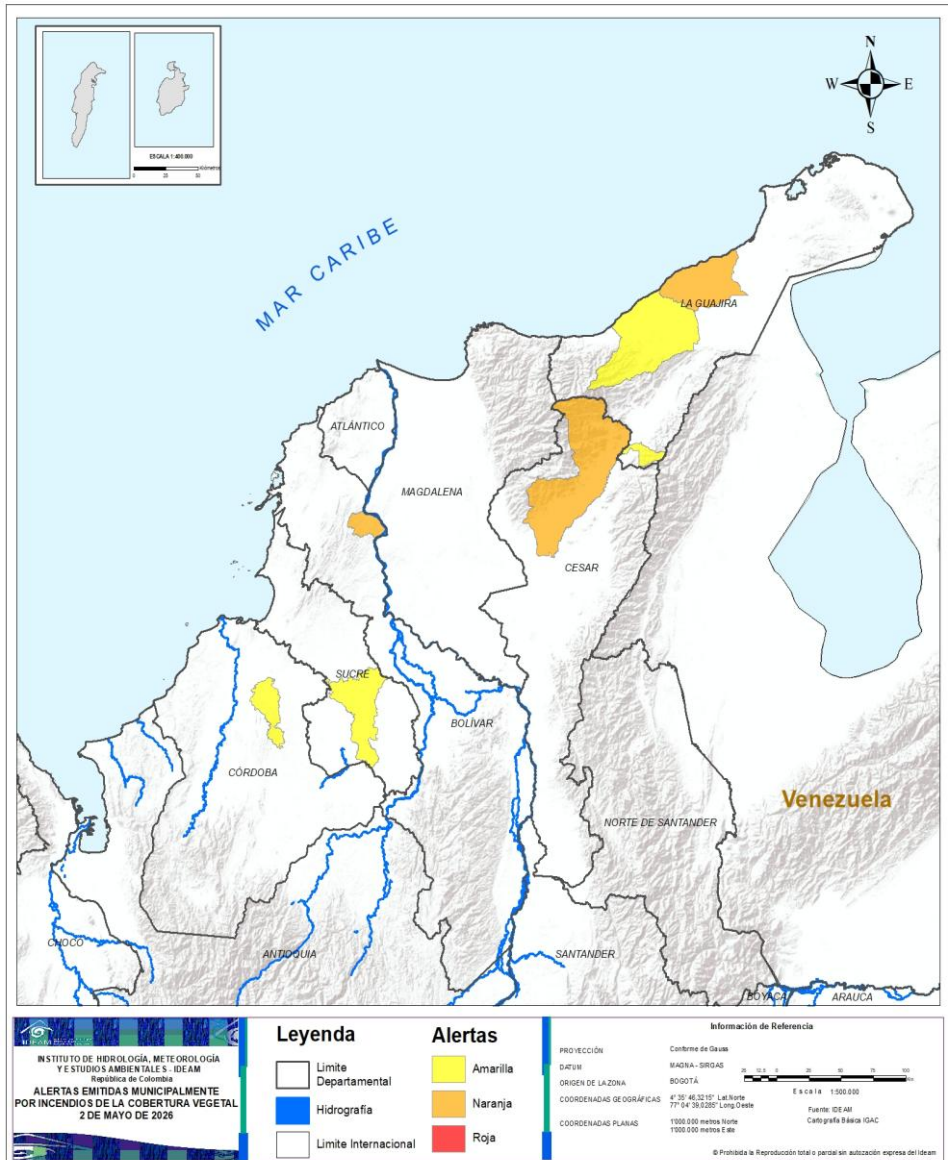 ESCALA 1:400.000
Kilómetros
N
W
E
S
MAR CARIBE
LA GUAJIRA
ATLÁNTICO
MAGDALENA
CESAR
SUCRE
BOLÍVAR
CÓRDOBA
Venezuela
NORTE DE SANTANDER
CHOCO
ANTIOQUIA
SANTANDER
BOYACÁ
ARAUCA
IDEAM
INSTITUTO DE HIDROLOGÍA, METEOROLOGÍA
Y ESTUDIOS AMBIENTALES - IDEAM
República de Colombia
ALERTAS EMITIDAS MUNICIPALMENTE
POR INCENDIOS DE LA COBERTURA VEGETAL
2 DE MAYO DE 2026
Leyenda
Limite
Departamental
Hidrografía
Limite Internacional
Alertas
Amarilla
Naranja
Roja
Información de Referencia
PROYECCIÓN
Conforme de Gauss
DATUM
MAGNA - SIRGAS
ORIGEN DE LA ZONA
BOGOTÁ
COORDENADAS GEOGRÁFICAS
4° 35' 46,3215" Lat.Norte
77° 04' 39,0285" Long.Oeste
COORDENADAS PLANAS
1'000.000 metros Norte
1'000.000 metros Este
Escala 1:500.000
Fuente: IDEAM
Cartografía Básica IGAC
© Prohibida la Reproducción total o parcial sin autozación expresa del Ideam